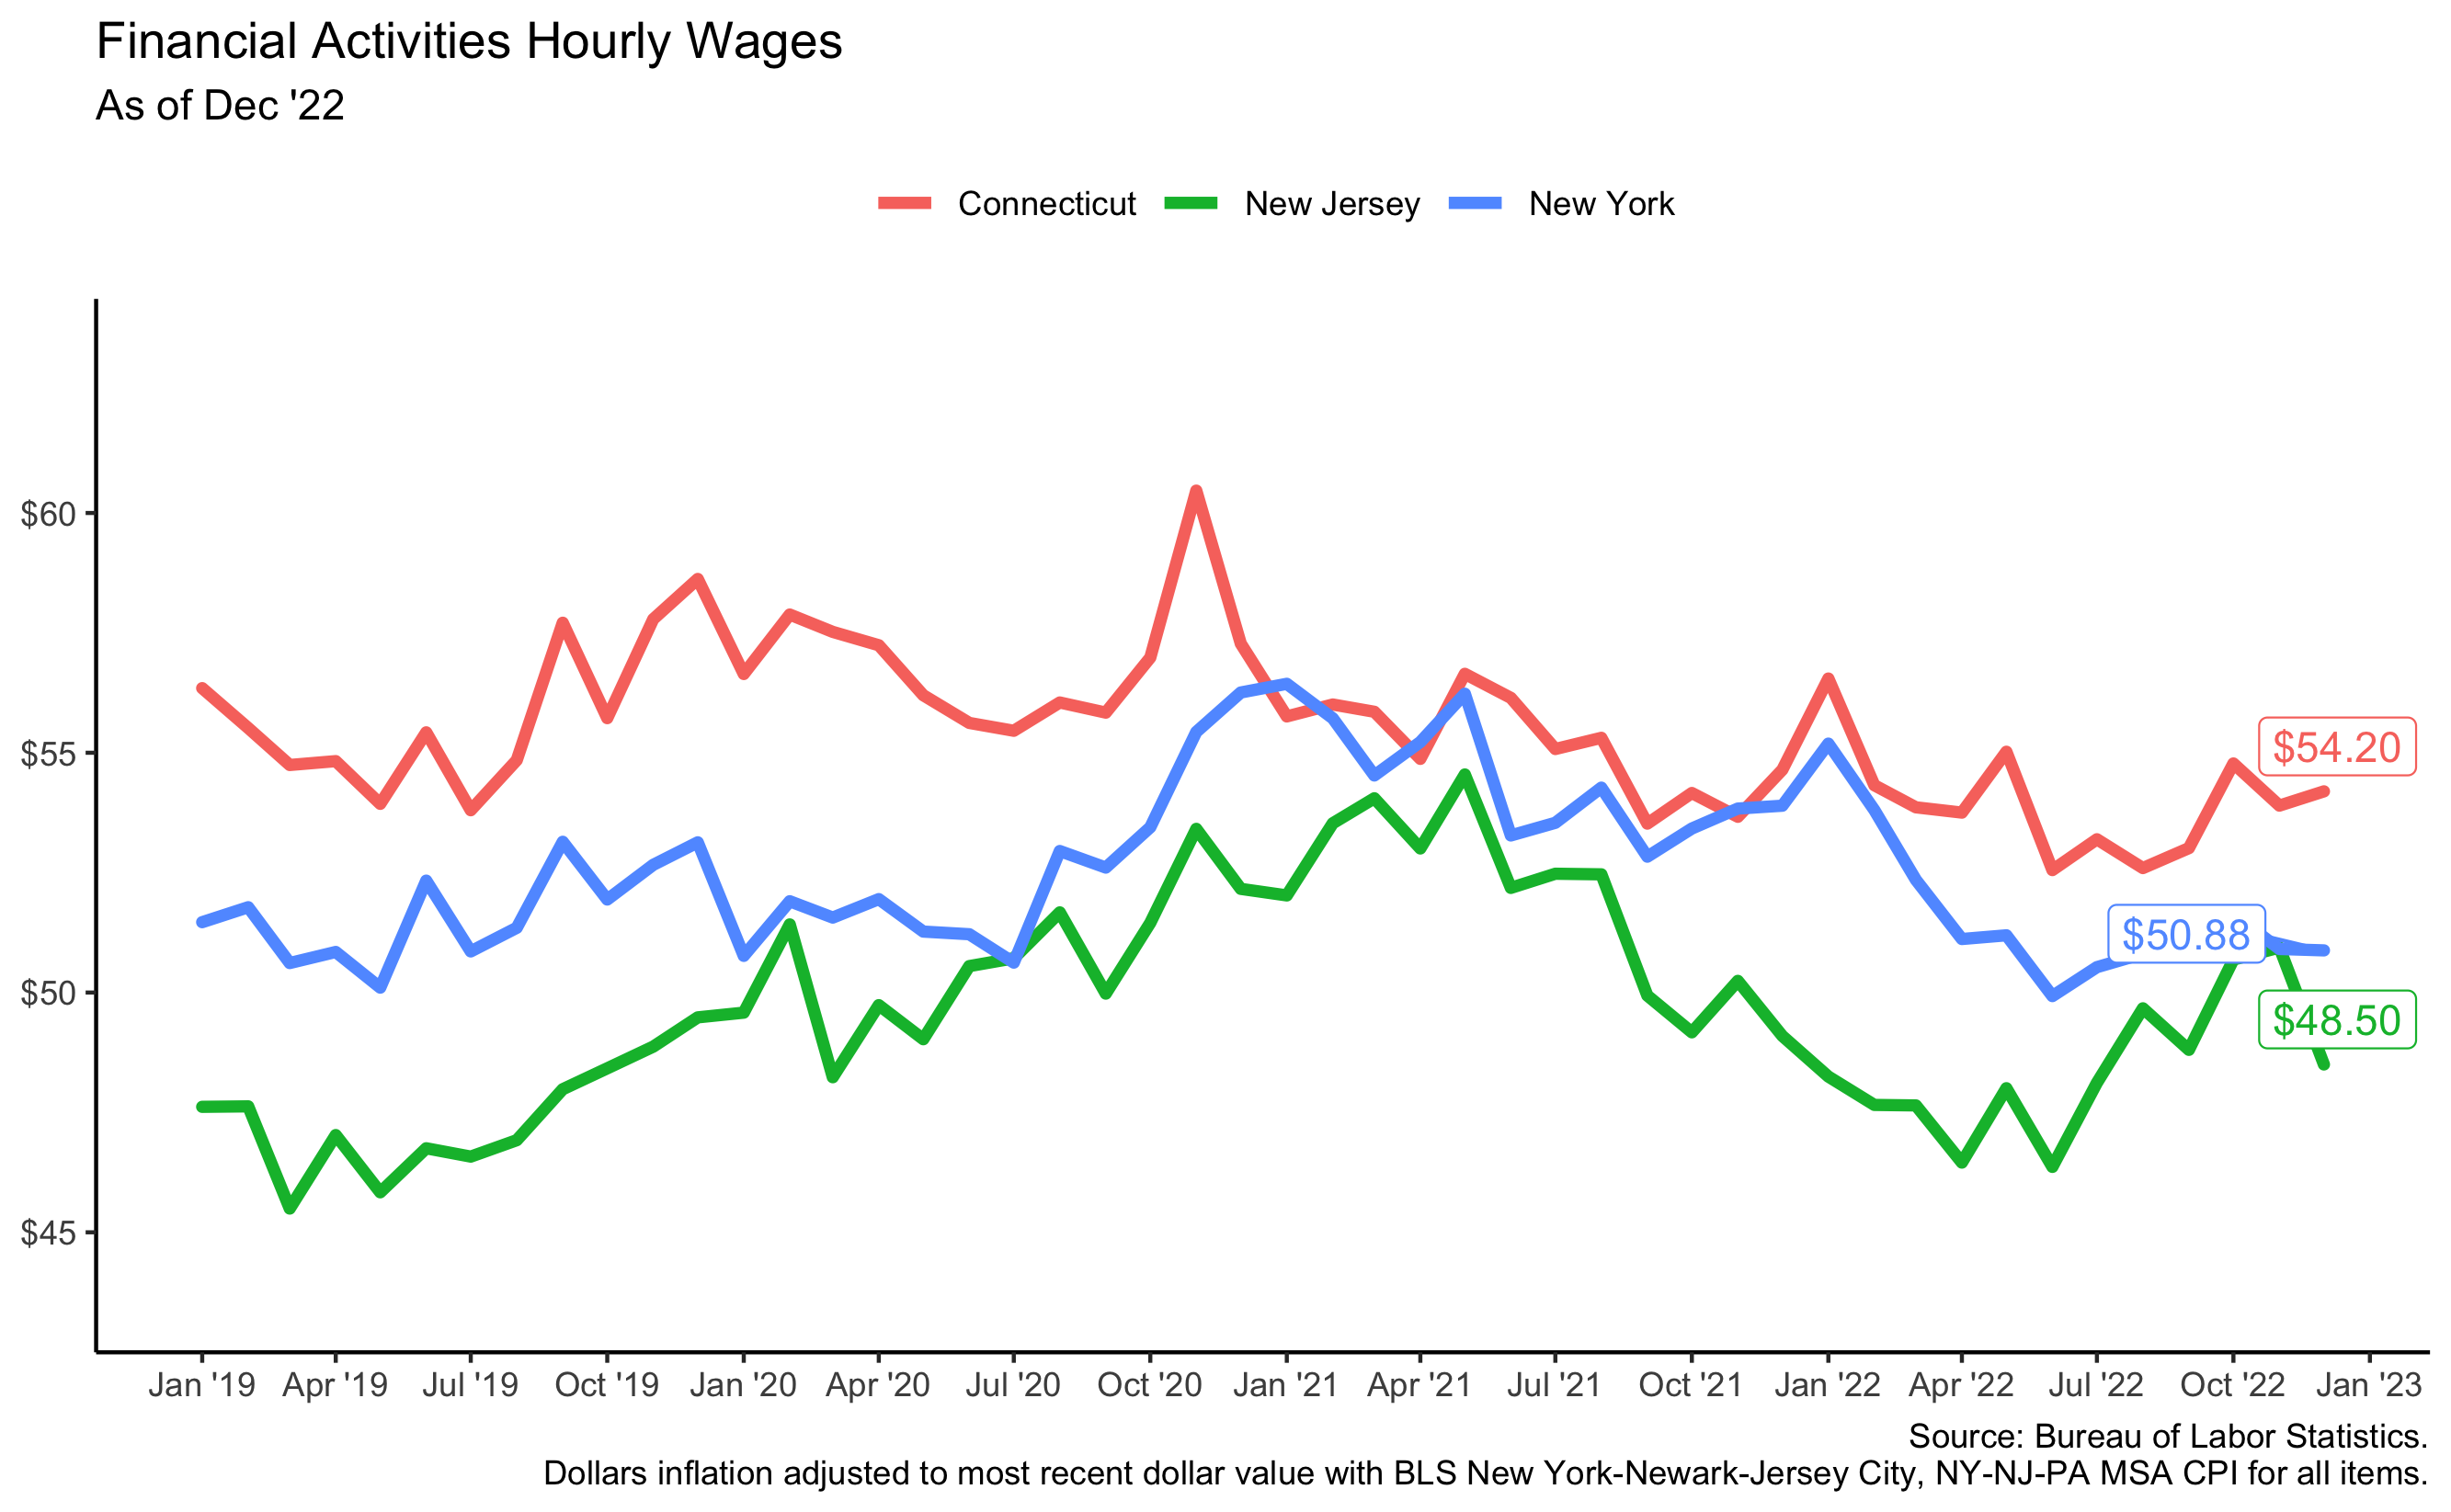 Financial Activities Hourly Wages
As of Dec '22
Connecticut New Jersey New York
$60
$55
$50
$45
$54.20
$50.88
$48.50
Jan '19 Apr '19 Jul '19 Oct '19 Jan '20 Apr '20 Jul '20 Oct '20 Jan '21 Apr '21 Jul '21 Oct '21 Jan '22 Apr '22 Jul '22 Oct '22 Jan '23
Source: Bureau of Labor Statistics.
Dollars inflation adjusted to most recent dollar value with BLS New York-Newark-Jersey City, NY-NJ-PA MSA CPI for all items.